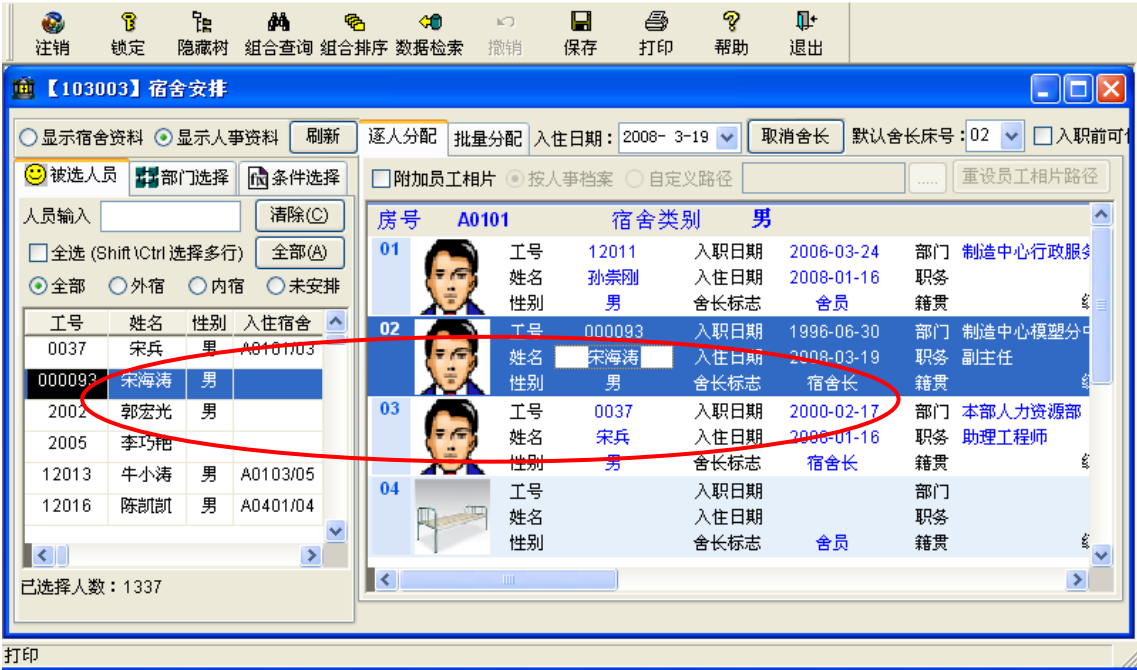 注销 锁定 隐藏树 组合查询 组合排序 数据检索 撤销 保存 打印 帮助 退出
【103003】宿舍安排
显示宿舍资料 显示人事资料 刷新
逐人分配 批量分配 入住日期: 2008- 3-19 取消舍长 默认舍长床号: 02 入职前可
被选人员 部门选择 条件选择
附加员工相片 按人事档案 自定义路径 ..... 重设员工相片路径
人员输入 清除(C)
全选 (Shift\Ctrl选择多行) 全部(A)
全部 外宿 内宿 未安排
工号 姓名 性别 入住宿舍
0037 宋兵 男 A0101/03
000093 宋海涛 男
2002 郭宏光 男
2005 李巧艳
12013 牛小涛 男 A0103/05
12016 陈凯凯 男 A0401/04
已选择人数:1337
房号 A0101 宿舍类别 男
01 工号 12011 入职日期 2006-03-24 部门 制造中心行政服
姓名 孙崇刚 入住日期 2008-01-16 职务
性别 男 舍长标志 舍员 籍贯
02 工号 000093 入职日期 1996-06-30 部门 制造中心模塑分
姓名 宋海涛 入住日期 2008-03-19 职务 副主任
性别 男 舍长标志 宿舍长 籍贯
03 工号 0037 入职日期 2000-02-17 部门 本部人力资源部
姓名 宋兵 入住日期 2008-01-16 职务 助理工程师
性别 男 舍长标志 宿舍长 籍贯
04 工号 入职日期 部门
姓名 入住日期 职务
性别 舍长标志 舍员 籍贯
打印